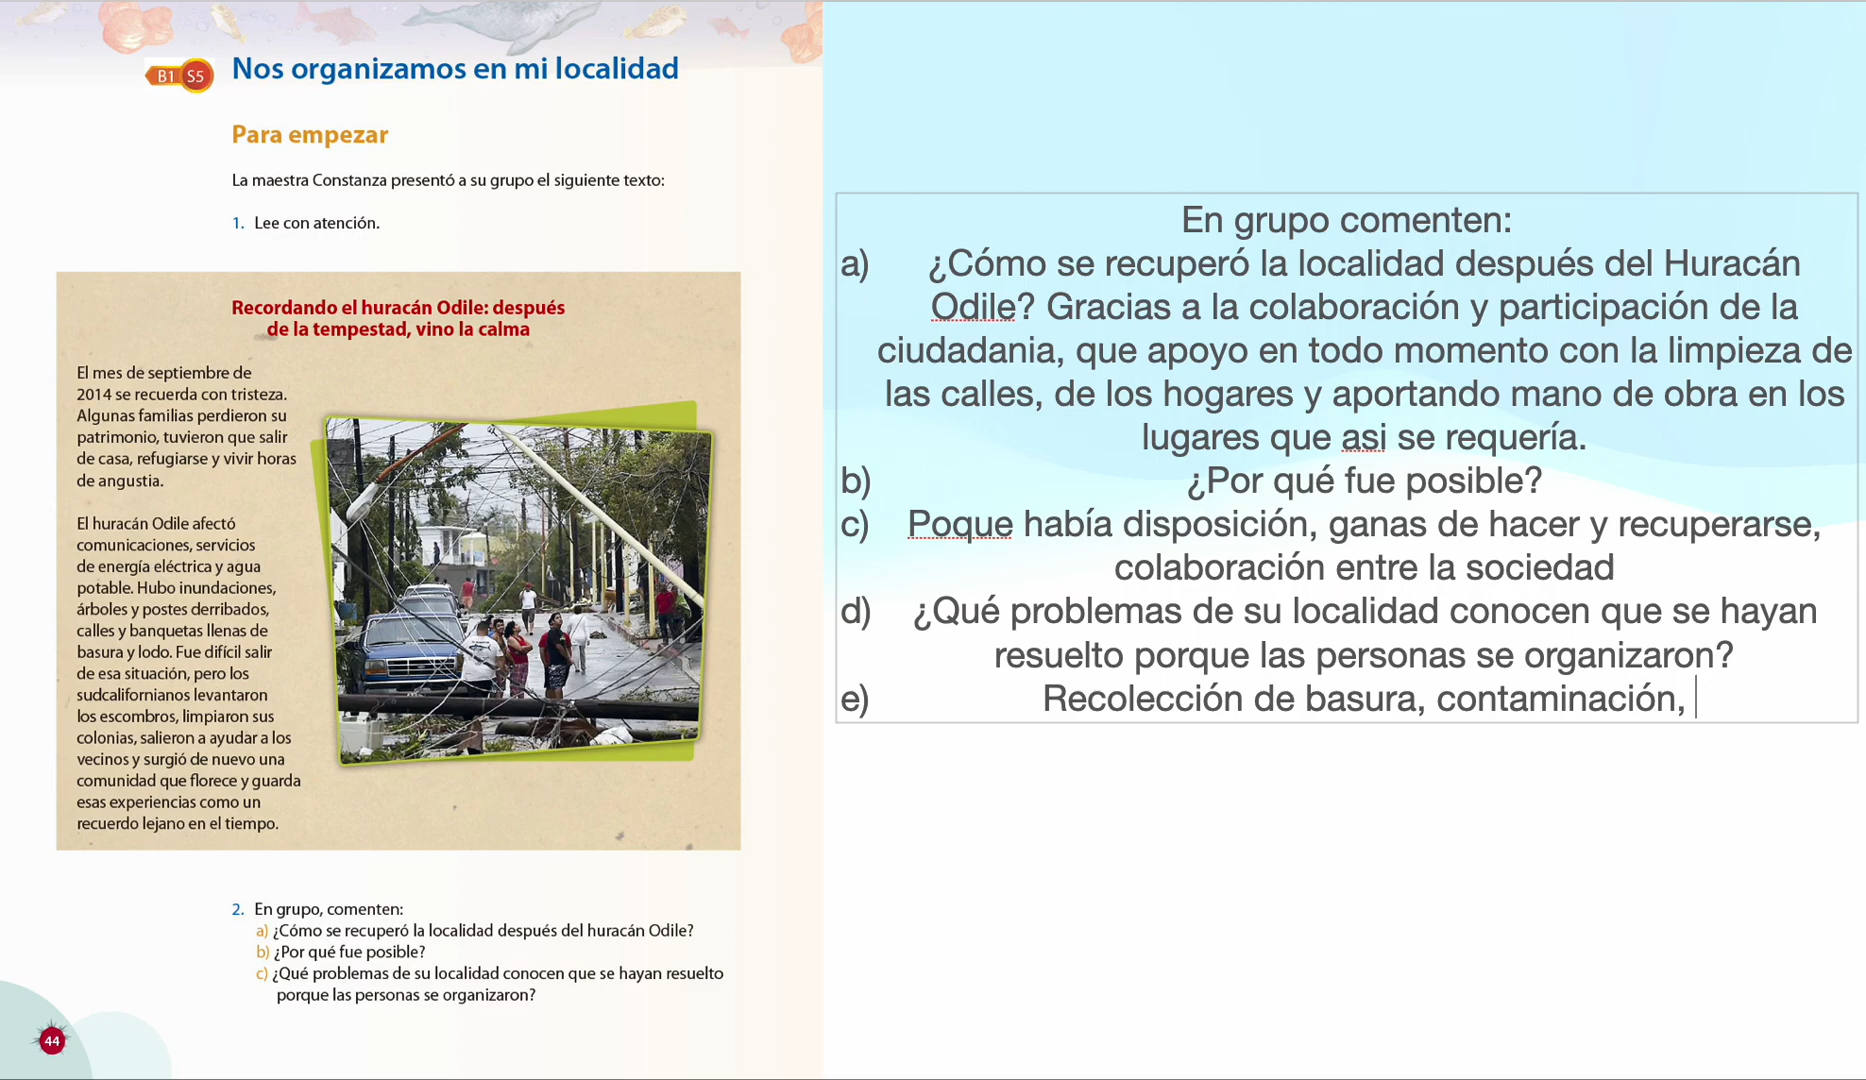 B1 S5 Nos organizamos en mi localidad
Para empezar
La maestra Constanza presentó a su grupo el siguiente texto:
1. Lee con atención.
Recordando el huracán Odile: después
de la tempestad, vino la calma
El mes de septiembre de
2014 se recuerda con tristeza.
Algunas familias perdieron su
patrimonio, tuvieron que salir
de casa, refugiarse y vivir horas
de angustia.
El huracán Odile afectó
comunicaciones, servicios
de energía eléctrica y agua
potable. Hubo inundaciones,
árboles y postes derribados,
calles y banquetas llenas de
basura y lodo. Fue difícil salir
de esa situación, pero los
sudcalifornianos levantaron
los escombros, limpiaron sus
colonias, salieron a ayudar a los
vecinos y surgió de nuevo una
comunidad que florece y guarda
esas experiencias como un
recuerdo lejano en el tiempo.
2. En grupo, comenten:
a) ¿Cómo se recuperó la localidad después del huracán Odile?
b) ¿Por qué fue posible?
c) ¿Qué problemas de su localidad conocen que se hayan resuelto
porque las personas se organizaron?
44
En grupo comenten:
a) ¿Cómo se recuperó la localidad después del Huracán
Odile? Gracias a la colaboración y participación de la
ciudadania, que apoyo en todo momento con la limpieza de
las calles, de los hogares y aportando mano de obra en los
lugares que asi se requería.
b) ¿Por qué fue posible?
c) Poque había disposición, ganas de hacer y recuperarse,
colaboración entre la sociedad
d) ¿Qué problemas de su localidad conocen que se hayan
resuelto porque las personas se organizaron?
e) Recolección de basura, contaminación,